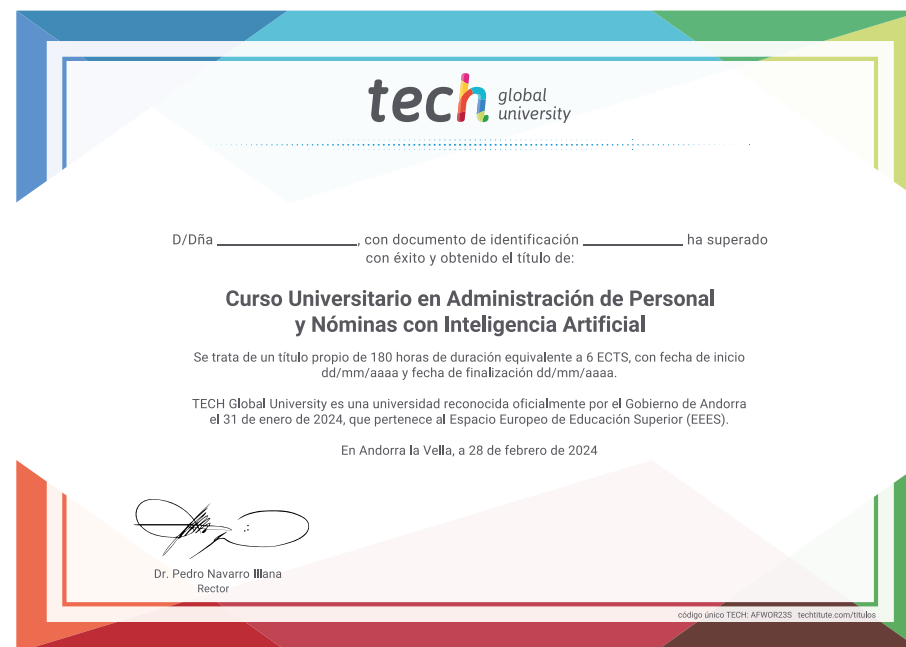 tech global university
D/Dña ________________, con documento de identificación ____________ ha superado
con éxito y obtenido el título de:
Curso Universitario en Administración de Personal
y Nóminas con Inteligencia Artificial
Se trata de un título propio de 180 horas de duración equivalente a 6 ECTS, con fecha de inicio
dd/mm/aaaa y fecha de finalización dd/mm/aaaa.
TECH Global University es una universidad reconocida oficialmente por el Gobierno de Andorra
el 31 de enero de 2024, que pertenece al Espacio Europeo de Educación Superior (EEES).
En Andorra la Vella, a 28 de febrero de 2024
Dr. Pedro Navarro Illana
Rector
código único TECH: AFWOR23S techtitute.com/titulos